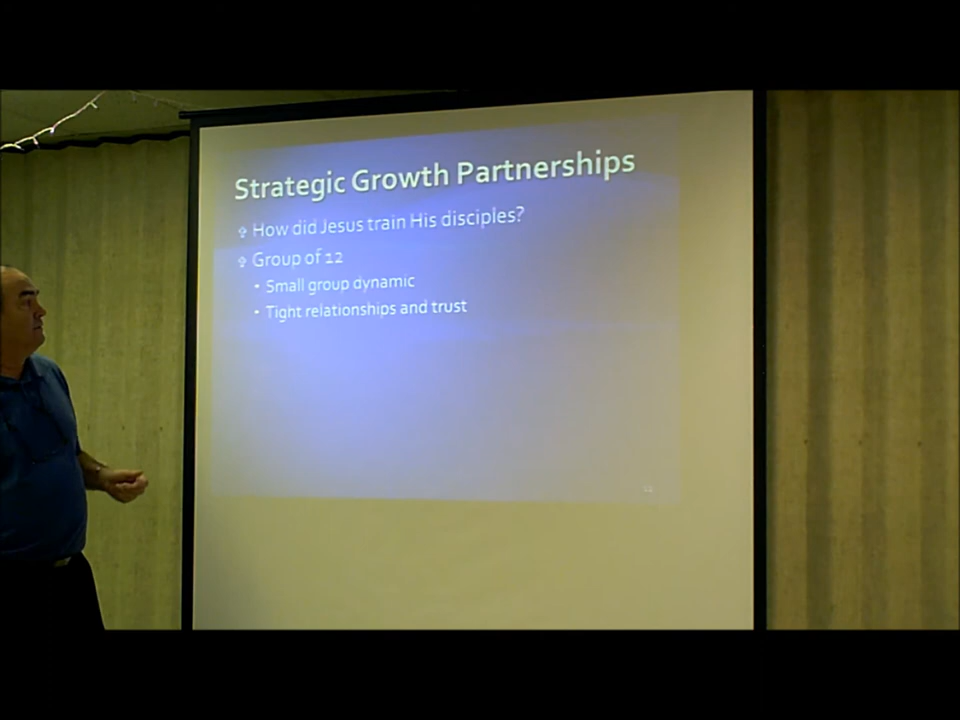 Strategic Growth Partnerships
How did Jesus train His disciples?
Group of 12
• Small group dynamic
• Tight relationships and trust